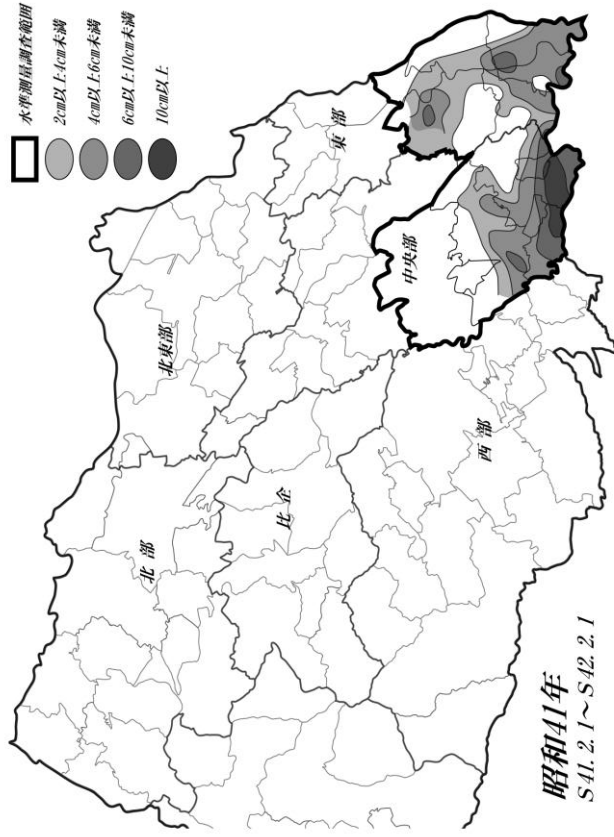 水準測量調査範囲
2cm以上4cm未満
4cm以上6cm未満
6cm以上10cm未満
10cm以上
東部
北東部
中央部
北部
比企
西部
昭和41年
S41.2.1～S42.2.1